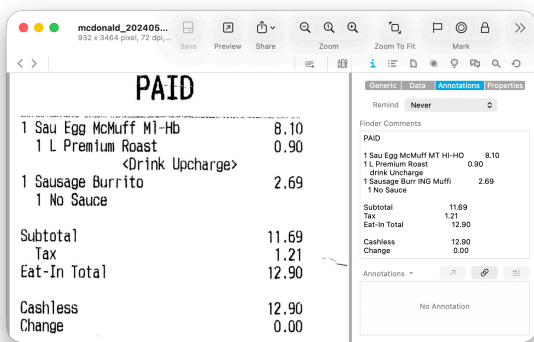 mcdonald_202405...
932 x 3464 pixel, 72 dpi,...
Save
Preview
Share
Zoom
Zoom To Fit
Mark
PAID
1 Sau Egg McMuff Ml-Hb 8.10
1 L Premium Roast 0.90
<Drink Upcharge>
1 Sausage Burrito 2.69
1 No Sauce
Subtotal 11.69
Tax 1.21
Eat-In Total 12.90
Cashless 12.90
Change 0.00
Generic Data Annotations Properties
Remind Never
Finder Comments
PAID
1 Sau Egg McMuff MT HI-HO 8.10
1 L Premium Roast 0.90
drink Uncharge
1 Sausage Burr ING Muffi 2.69
1 No Sauce
Subtotal 11.69
Tax 1.21
Eat-In Total 12.90
Cashless 12.90
Change 0.00
Annotations
No Annotation